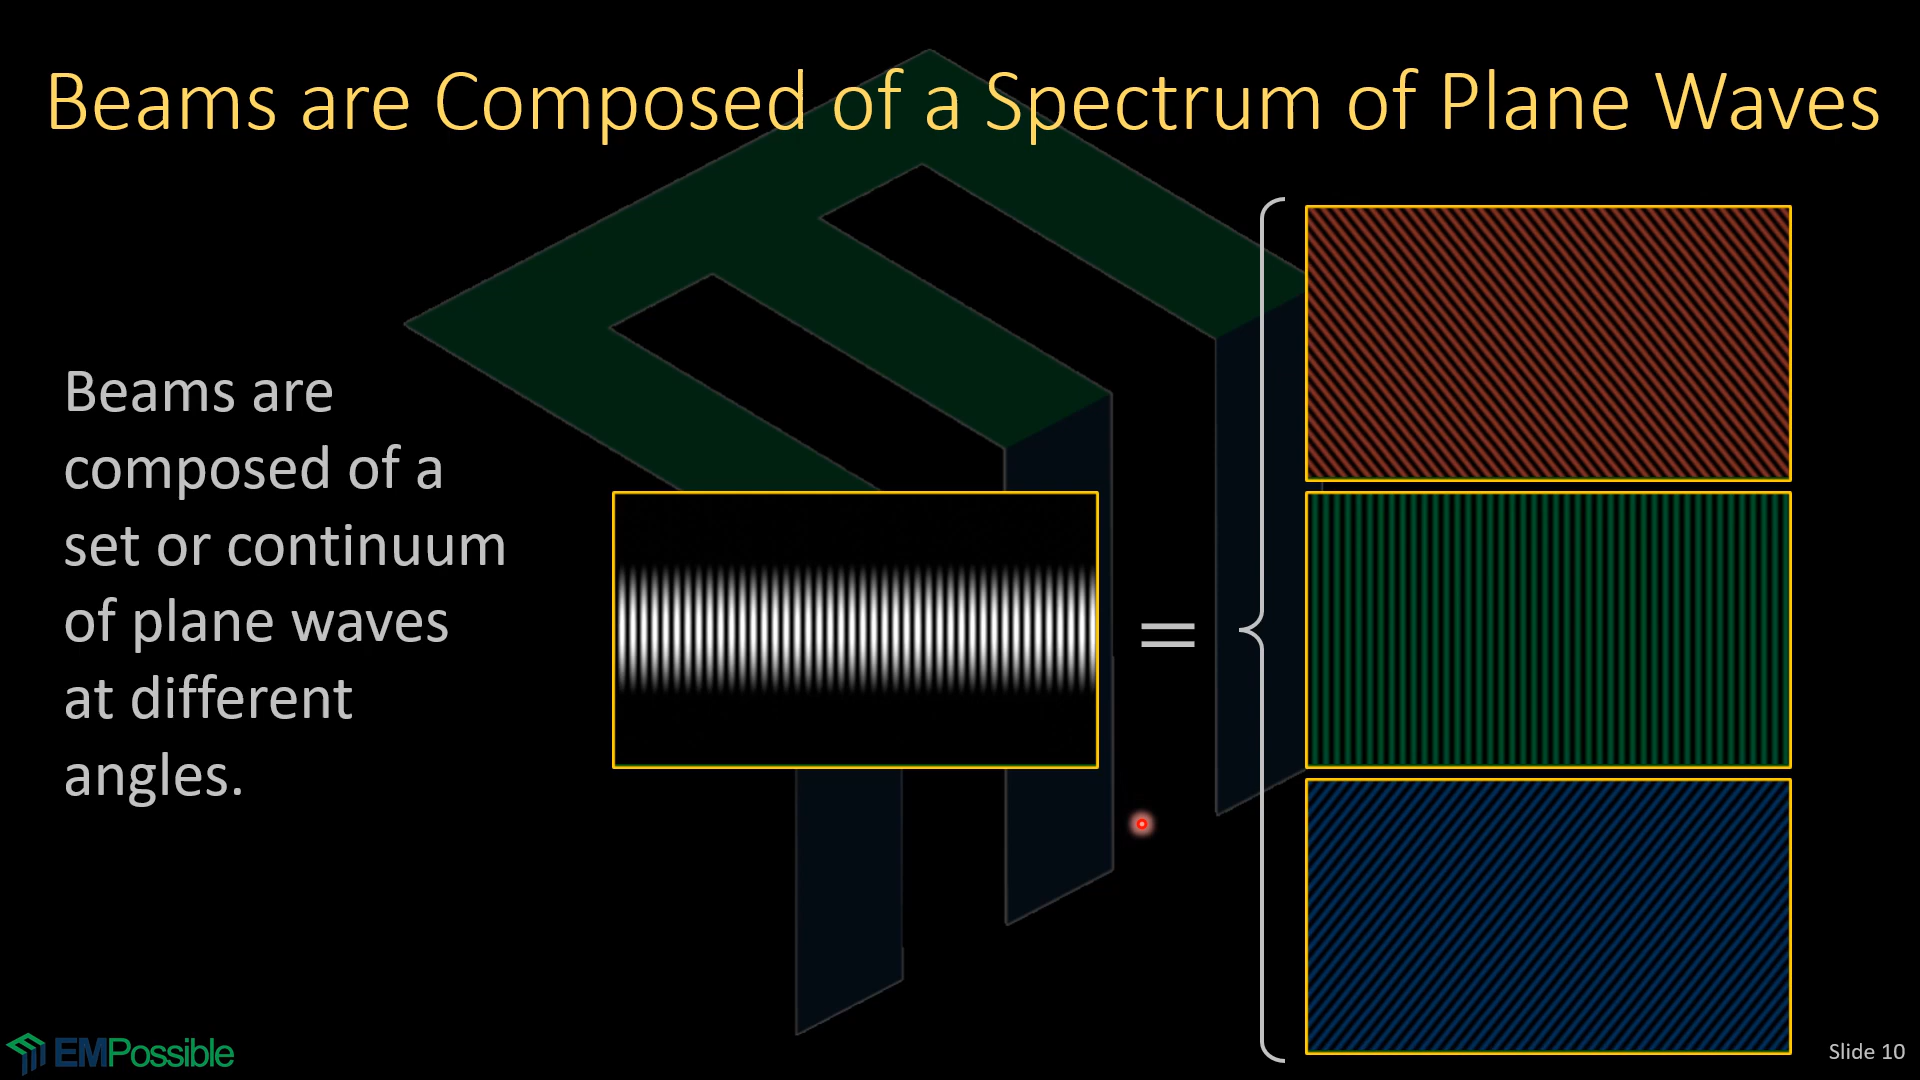 Beams are Composed of a Spectrum of Plane Waves
Beams are
composed of a
set or continuum
of plane waves
at different
angles.
=
EMPossible
Slide 10